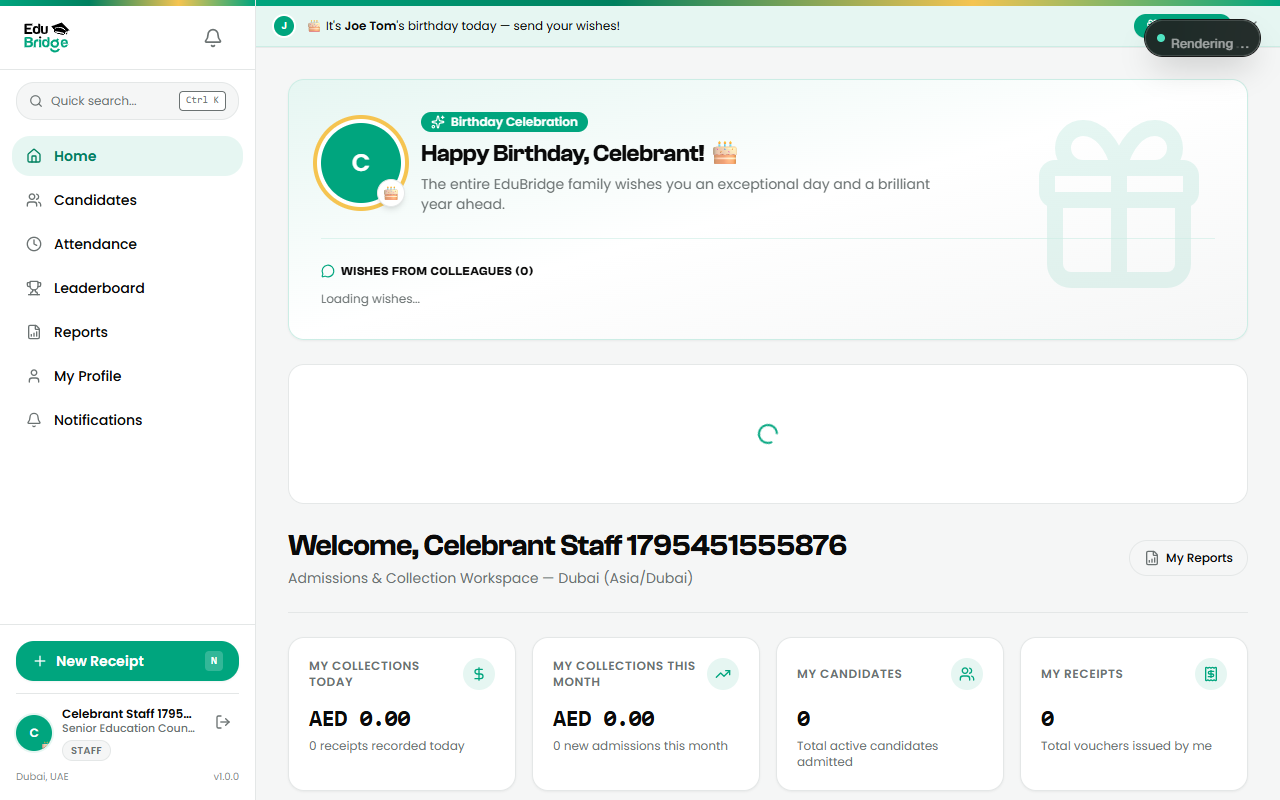 Edu
Bridge
Quick search...
Ctrl K
Home
Candidates
Attendance
Leaderboard
Reports
My Profile
Notifications
New Receipt
N
C
Celebrant Staff 1795...
Senior Education Coun...
STAFF
Dubai, UAE
v1.0.0
J
It's Joe Tom's birthday today — send your wishes!
Rendering ...
C
Birthday Celebration
Happy Birthday, Celebrant!
The entire EduBridge family wishes you an exceptional day and a brilliant
year ahead.
WISHES FROM COLLEAGUES (0)
Loading wishes...
Welcome, Celebrant Staff 1795451555876
Admissions & Collection Workspace — Dubai (Asia/Dubai)
My Reports
MY COLLECTIONS
TODAY
AED 0.00
0 receipts recorded today
MY COLLECTIONS THIS
MONTH
AED 0.00
0 new admissions this month
MY CANDIDATES
0
Total active candidates
admitted
MY RECEIPTS
0
Total vouchers issued by me